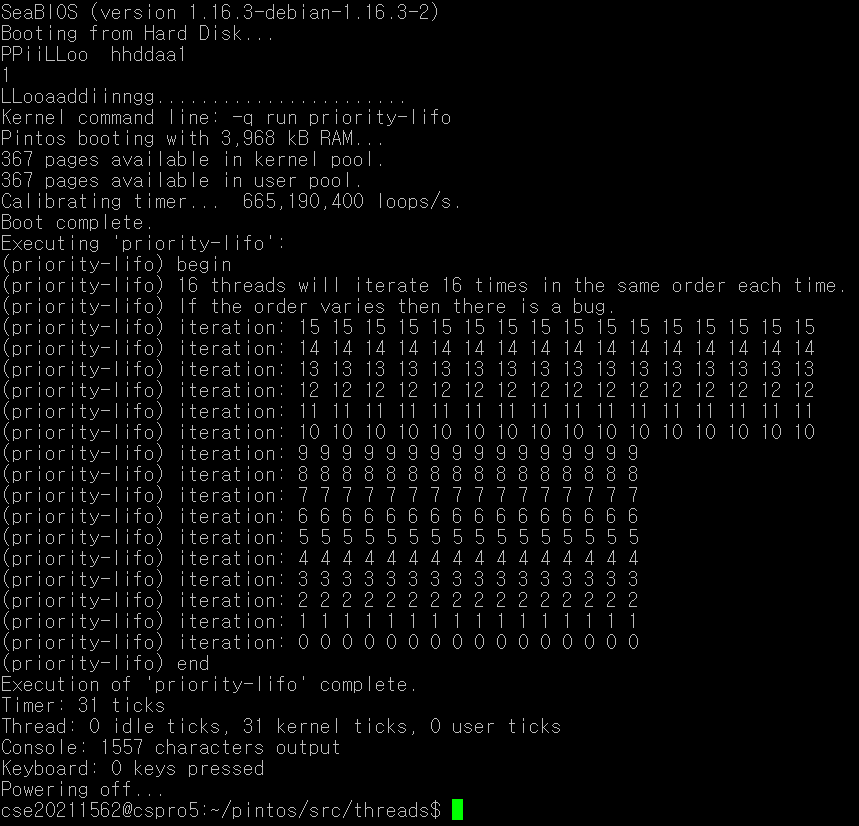 SeaBIOS (version 1.16.3-debian-1.16.3-2)
Booting from Hard Disk...
PPiiLLoo  hhddaa1
1
LLooaaddiinngg.......................
Kernel command line: -q run priority-lifo
Pintos booting with 3,968 kB RAM...
367 pages available in kernel pool.
367 pages available in user pool.
Calibrating timer...  665,190,400 loops/s.
Boot complete.
Executing 'priority-lifo':
(priority-lifo) begin
(priority-lifo) 16 threads will iterate 16 times in the same order each time.
(priority-lifo) If the order varies then there is a bug.
(priority-lifo) iteration: 15 15 15 15 15 15 15 15 15 15 15 15 15 15 15 15
(priority-lifo) iteration: 14 14 14 14 14 14 14 14 14 14 14 14 14 14 14 14
(priority-lifo) iteration: 13 13 13 13 13 13 13 13 13 13 13 13 13 13 13 13
(priority-lifo) iteration: 12 12 12 12 12 12 12 12 12 12 12 12 12 12 12 12
(priority-lifo) iteration: 11 11 11 11 11 11 11 11 11 11 11 11 11 11 11 11
(priority-lifo) iteration: 10 10 10 10 10 10 10 10 10 10 10 10 10 10 10 10
(priority-lifo) iteration: 9 9 9 9 9 9 9 9 9 9 9 9 9 9 9 9
(priority-lifo) iteration: 8 8 8 8 8 8 8 8 8 8 8 8 8 8 8 8
(priority-lifo) iteration: 7 7 7 7 7 7 7 7 7 7 7 7 7 7 7 7
(priority-lifo) iteration: 6 6 6 6 6 6 6 6 6 6 6 6 6 6 6 6
(priority-lifo) iteration: 5 5 5 5 5 5 5 5 5 5 5 5 5 5 5 5
(priority-lifo) iteration: 4 4 4 4 4 4 4 4 4 4 4 4 4 4 4 4
(priority-lifo) iteration: 3 3 3 3 3 3 3 3 3 3 3 3 3 3 3 3
(priority-lifo) iteration: 2 2 2 2 2 2 2 2 2 2 2 2 2 2 2 2
(priority-lifo) iteration: 1 1 1 1 1 1 1 1 1 1 1 1 1 1 1 1
(priority-lifo) iteration: 0 0 0 0 0 0 0 0 0 0 0 0 0 0 0 0
(priority-lifo) end
Execution of 'priority-lifo' complete.
Timer: 31 ticks
Thread: 0 idle ticks, 31 kernel ticks, 0 user ticks
Console: 1557 characters output
Keyboard: 0 keys pressed
Powering off...
cse20211562@cspro5:~/pintos/src/threads$